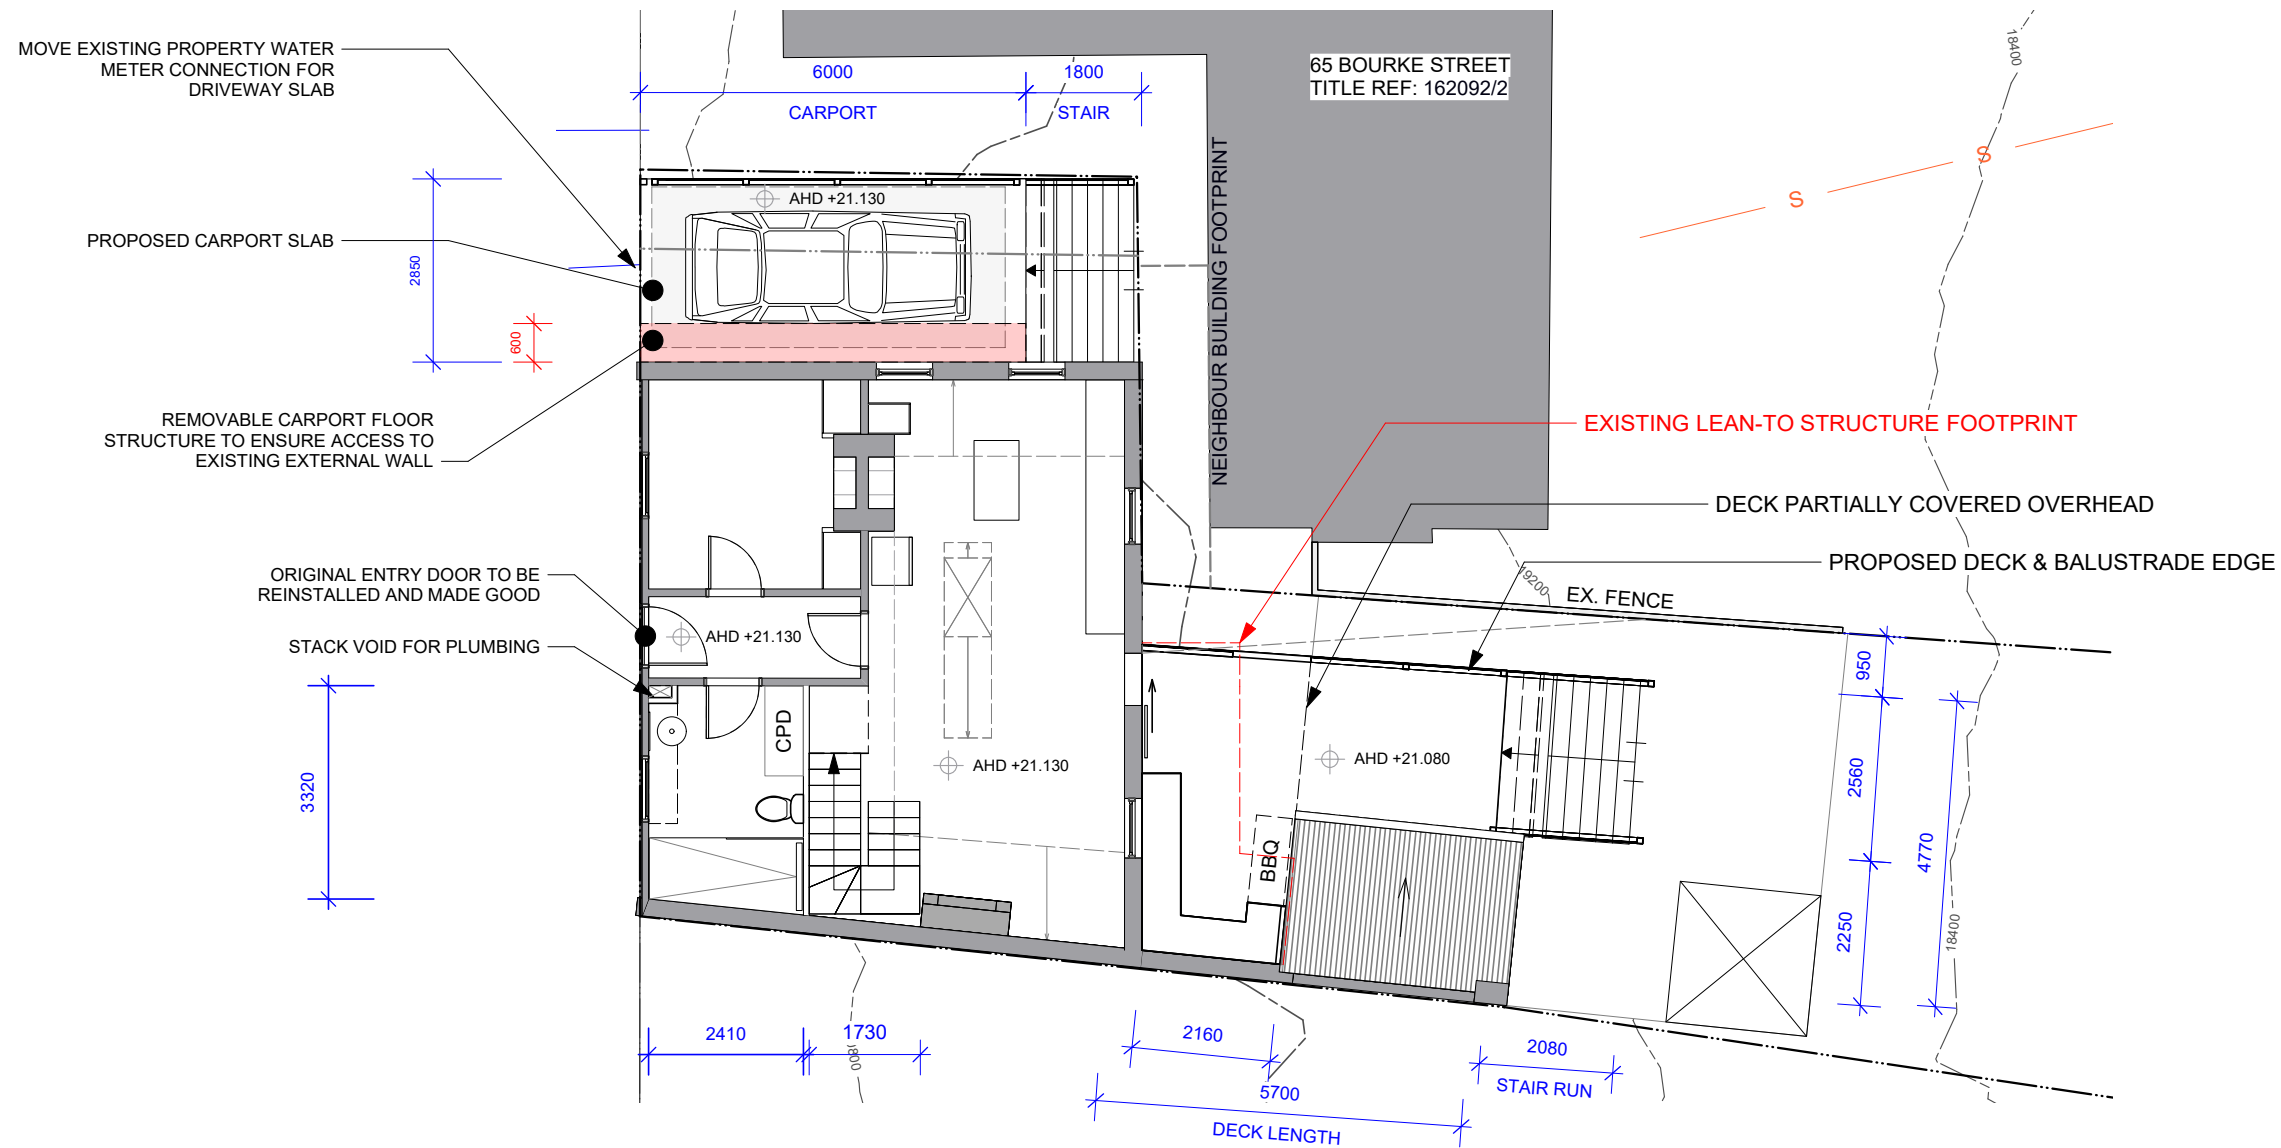 MOVE EXISTING PROPERTY WATER
METER CONNECTION FOR
DRIVEWAY SLAB
6000
1800
CARPORT
STAIR
65 BOURKE STREET
TITLE REF: 162092/2
18400
S
S
NEIGHBOUR BUILDING FOOTPRINT
AHD +21.130
PROPOSED CARPORT SLAB
2850
600
REMOVABLE CARPORT FLOOR
STRUCTURE TO ENSURE ACCESS TO
EXISTING EXTERNAL WALL
EXISTING LEAN-TO STRUCTURE FOOTPRINT
DECK PARTIALLY COVERED OVERHEAD
PROPOSED DECK & BALUSTRADE EDGE
19200
EX. FENCE
ORIGINAL ENTRY DOOR TO BE
REINSTALLED AND MADE GOOD
AHD +21.130
STACK VOID FOR PLUMBING
950
CPD
3320
AHD +21.130
AHD +21.080
2560
4770
BBQ
2250
18400
2410
1730
2160
2080
STAIR RUN
5700
DECK LENGTH